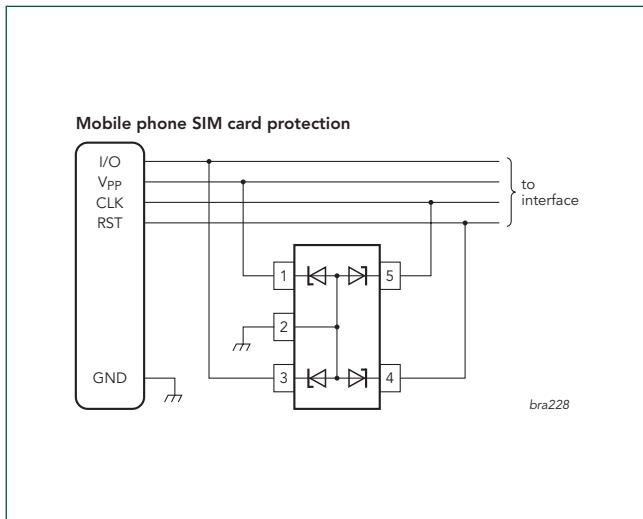 Mobile phone SIM card protection
I/O
VPP
CLK
RST
to
interface
1
5
2
3
4
GND
bra228